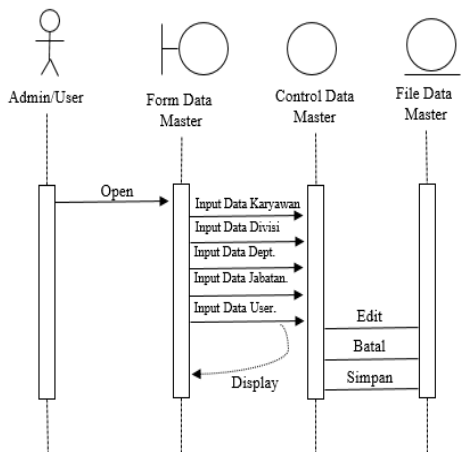 Admin/User
Form Data
Master
Control Data
Master
File Data
Master
Open
Input Data Karyawan
Input Data Divisi
Input Data Dept.
Input Data Jabatan.
Input Data User.
Edit
Batal
Simpan
Display